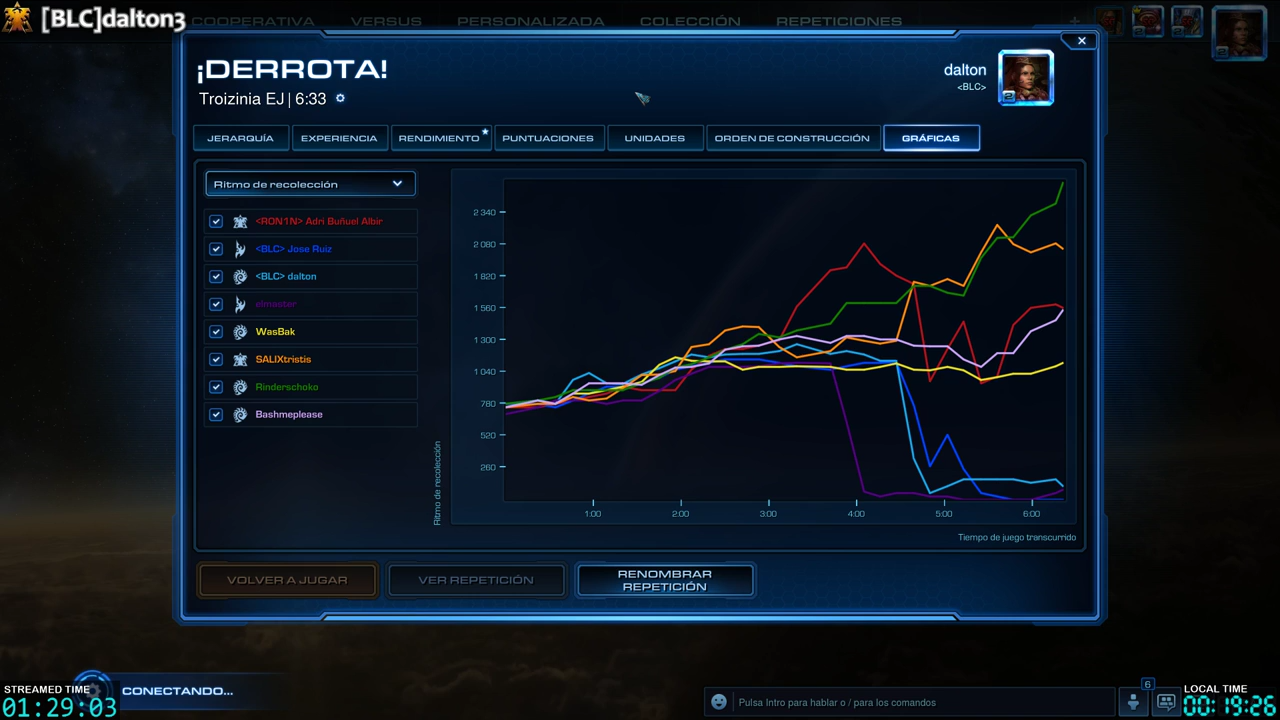 [BLC]dalton3
COOPERATIVA VERSUS PERSONALIZADA COLECCIÓN REPETICIONES
¡DERROTA!
Troizinia EJ | 6:33
dalton
<BLC>
JERARQUÍA EXPERIENCIA RENDIMIENTO PUNTUACIONES UNIDADES ORDEN DE CONSTRUCCIÓN GRÁFICAS
Ritmo de recolección
<RON1N> Adri Buñuel Albir
<BLC> Jose Ruiz
<BLC> dalton
elmaster
WasBak
SALIXtristis
Rinderschoko
Bashmeplease
Ritmo de recolección
2 340
2 080
1 820
1 560
1 300
1 040
780
520
260
1:00 2:00 3:00 4:00 5:00 6:00
Tiempo de juego transcurrido
VOLVER A JUGAR
VER REPETICIÓN
RENOMBRAR
REPETICIÓN
STREAMED TIME
01:29:03
CONECTANDO...
Pulsa Intro para hablar o / para los comandos
6
LOCAL TIME
00:19:26